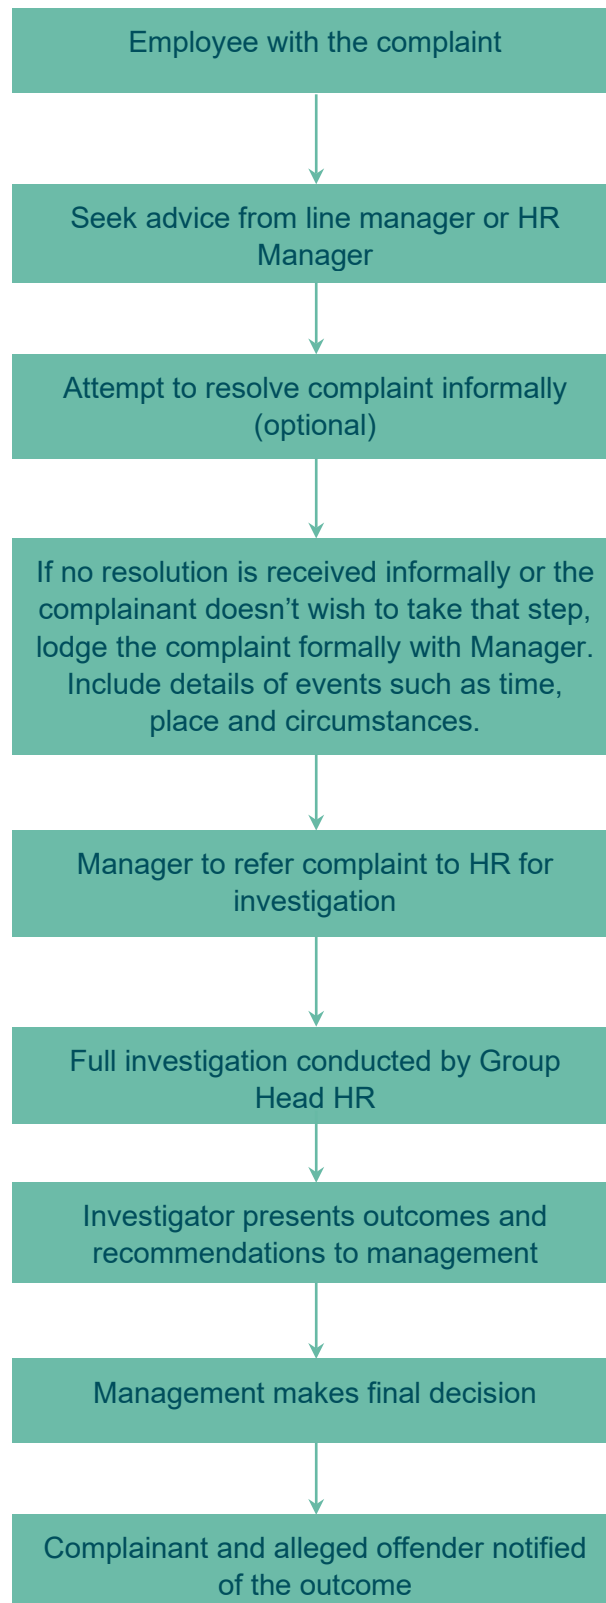 Employee with the complaint
Seek advice from line manager or HR
Manager
Attempt to resolve complaint informally
(optional)
If no resolution is received informally or the
complainant doesn’t wish to take that step,
lodge the complaint formally with Manager.
Include details of events such as time,
place and circumstances.
Manager to refer complaint to HR for
investigation
Full investigation conducted by Group
Head HR
Investigator presents outcomes and
recommendations to management
Management makes final decision
Complainant and alleged offender notified
of the outcome